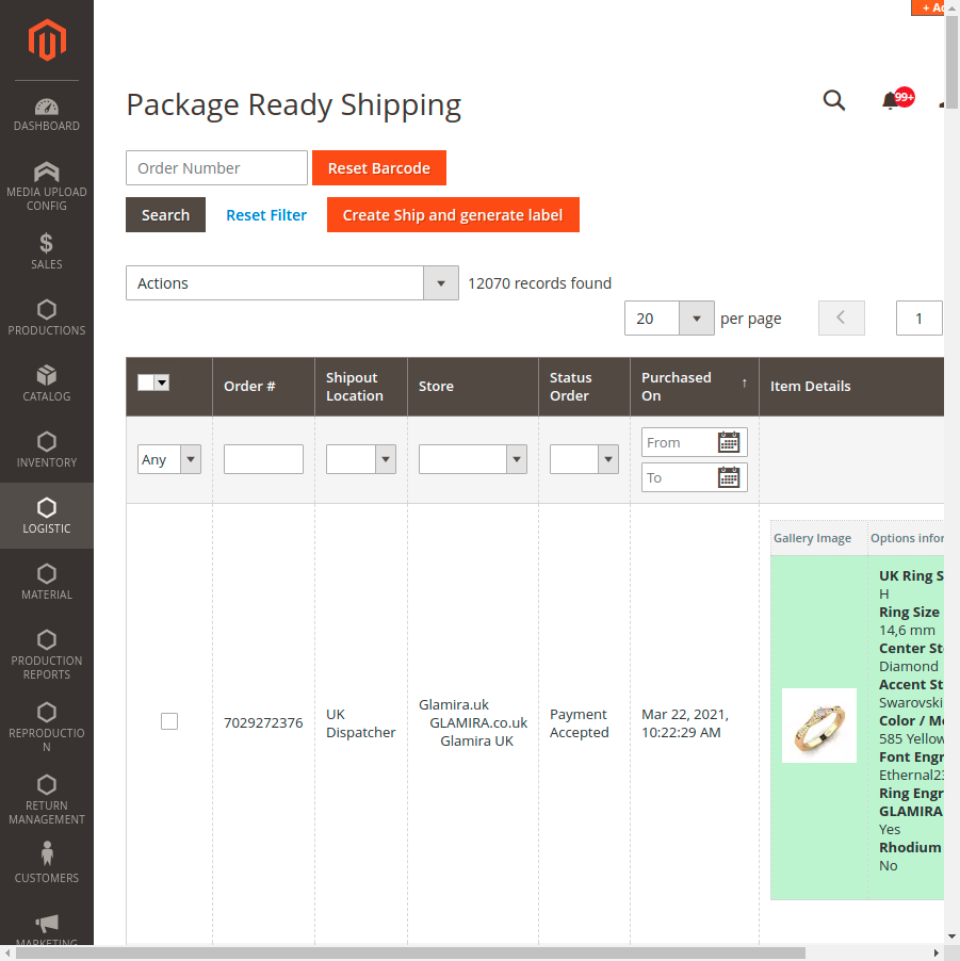 + Ad
DASHBOARD
MEDIA UPLOAD
CONFIG
SALES
PRODUCTIONS
CATALOG
INVENTORY
LOGISTIC
MATERIAL
PRODUCTION
REPORTS
REPRODUCTIO
N
RETURN
MANAGEMENT
CUSTOMERS
MARKETING
Package Ready Shipping
99+
Order Number
Reset Barcode
Search
Reset Filter
Create Ship and generate label
Actions
12070 records found
20
per page
1
Order #
Shipout
Location
Store
Status
Order
Purchased
On
↑
Item Details
Any
From
To
7029272376
UK
Dispatcher
Glamira.uk
GLAMIRA.co.uk
Glamira UK
Payment
Accepted
Mar 22, 2021,
10:22:29 AM
Gallery Image
Options infor
UK Ring S
H
Ring Size
14,6 mm
Center St
Diamond
Accent St
Swarovski
Color / Me
585 Yellow
Font Engr
Ethernal23
Ring Engr
GLAMIRA
Yes
Rhodium
No